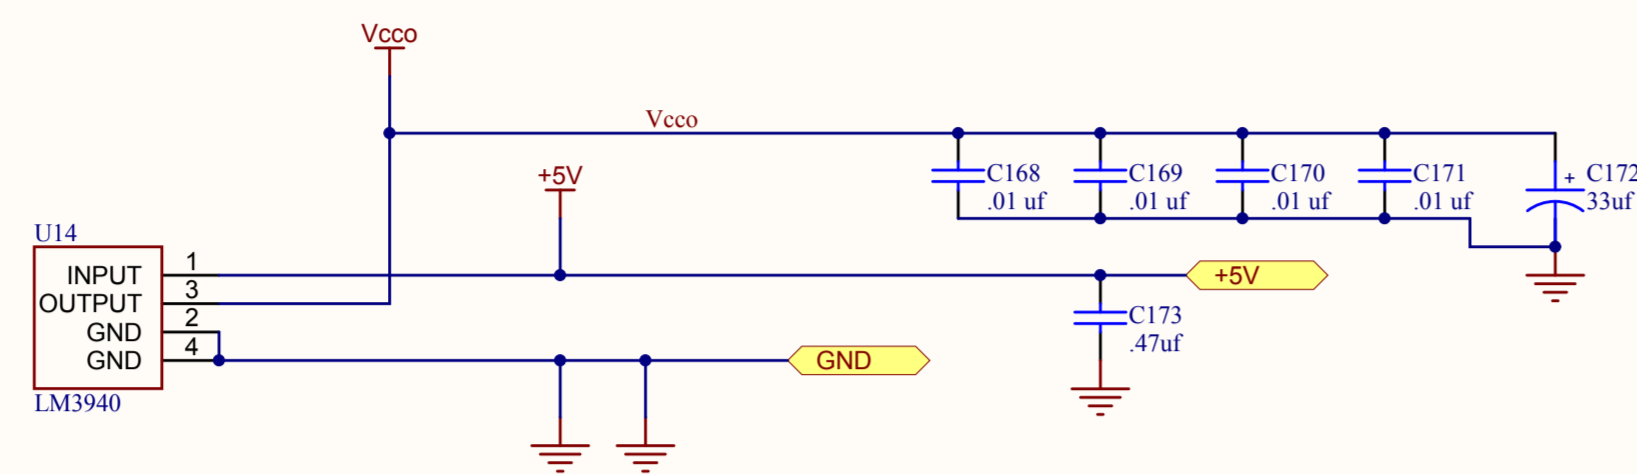 Vcco
Vcco
+5V
C168
.01 uf
C169
.01 uf
C170
.01 uf
C171
.01 uf
+
C172
33uf
U14
INPUT
1
OUTPUT
3
GND
2
GND
4
LM3940
+5V
C173
.47uf
GND